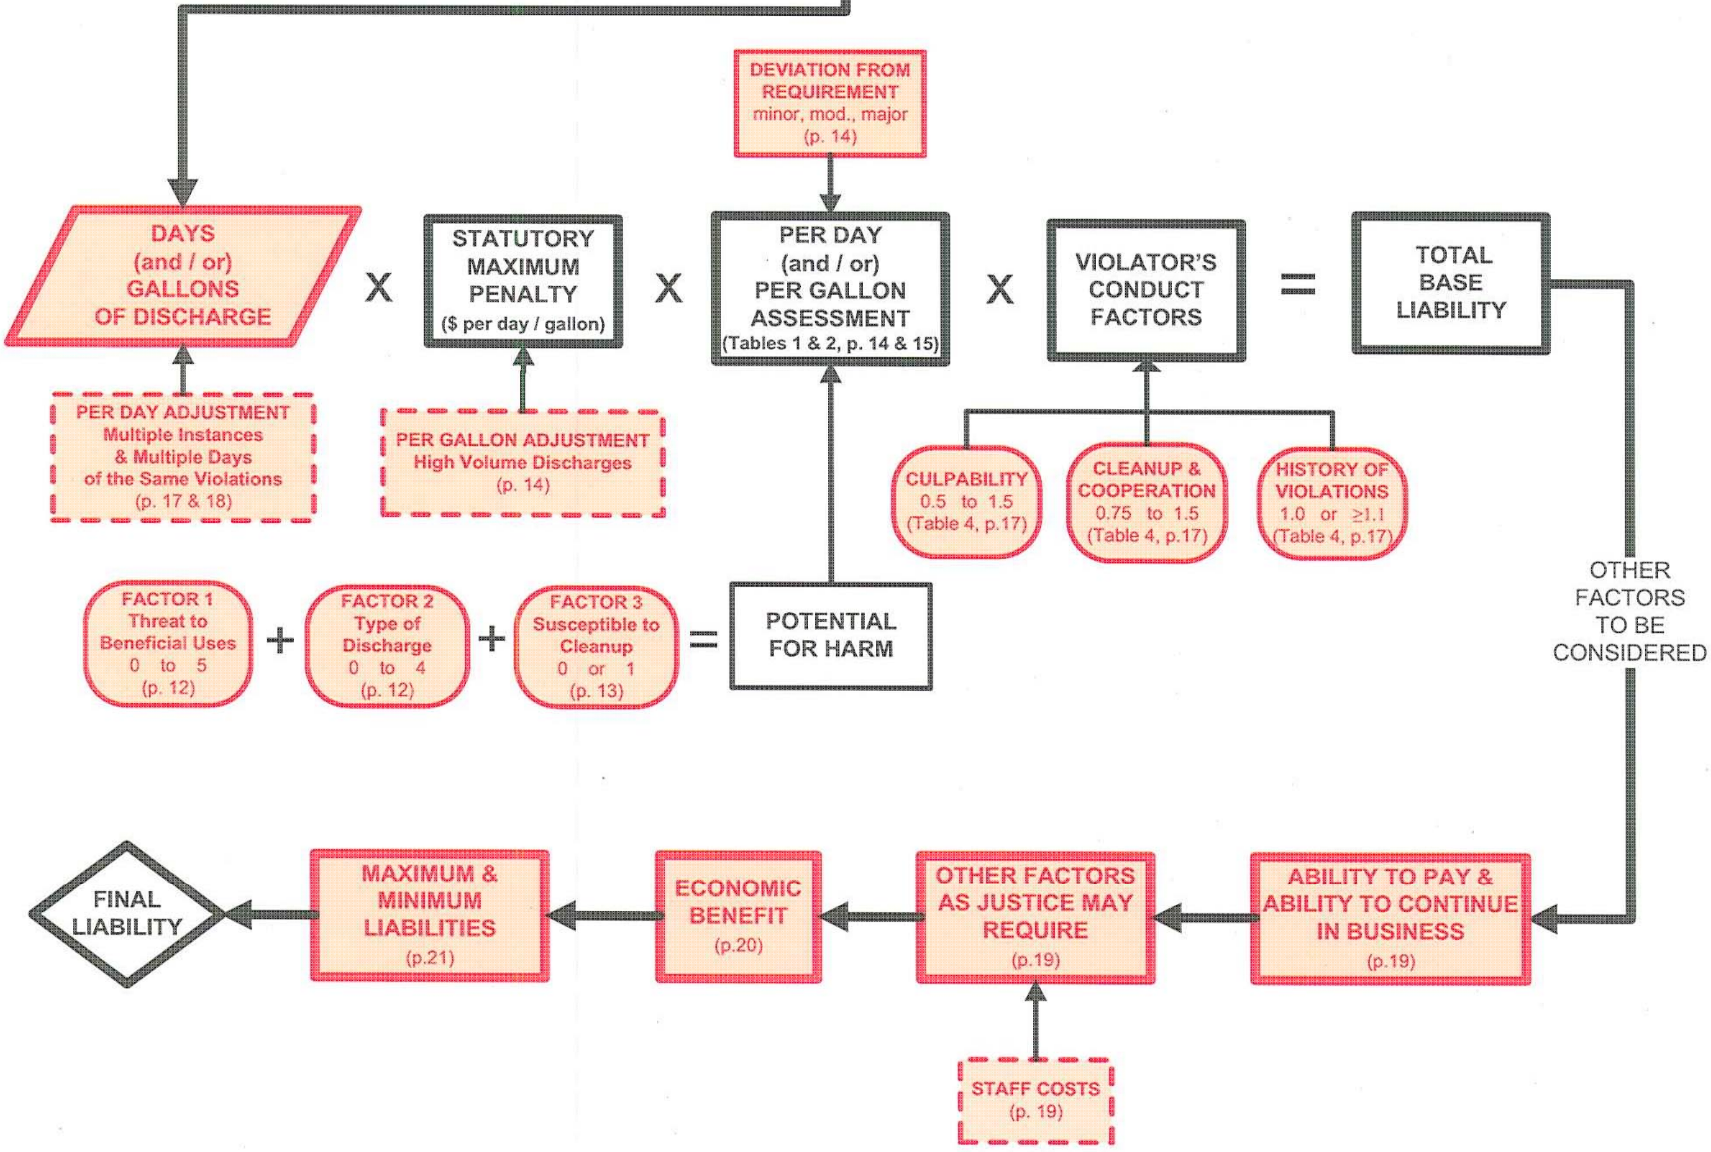 DEVIATION FROM
REQUIREMENT
minor, mod., major
(p. 14)
DAYS
(and / or)
GALLONS
OF DISCHARGE
X
STATUTORY
MAXIMUM
PENALTY
($ per day / gallon)
X
PER DAY
(and / or)
PER GALLON
ASSESSMENT
(Tables 1 & 2, p. 14 & 15)
X
VIOLATOR'S
CONDUCT
FACTORS
=
TOTAL
BASE
LIABILITY
PER DAY ADJUSTMENT
Multiple Instances
& Multiple Days
of the Same Violations
(p. 17 & 18)
PER GALLON ADJUSTMENT
High Volume Discharges
(p. 14)
CULPABILITY
0.5 to 1.5
(Table 4, p.17)
CLEANUP &
COOPERATION
0.75 to 1.5
(Table 4, p.17)
HISTORY OF
VIOLATIONS
1.0 or ≥1.1
(Table 4, p.17)
FACTOR 1
Threat to
Beneficial Uses
0 to 5
(p. 12)
+
FACTOR 2
Type of
Discharge
0 to 4
(p. 12)
+
FACTOR 3
Susceptible to
Cleanup
0 or 1
(p. 13)
=
POTENTIAL
FOR HARM
OTHER
FACTORS
TO BE
CONSIDERED
FINAL
LIABILITY
MAXIMUM &
MINIMUM
LIABILITIES
(p.21)
ECONOMIC
BENEFIT
(p.20)
OTHER FACTORS
AS JUSTICE MAY
REQUIRE
(p.19)
ABILITY TO PAY &
ABILITY TO CONTINUE
IN BUSINESS
(p.19)
STAFF COSTS
(p. 19)